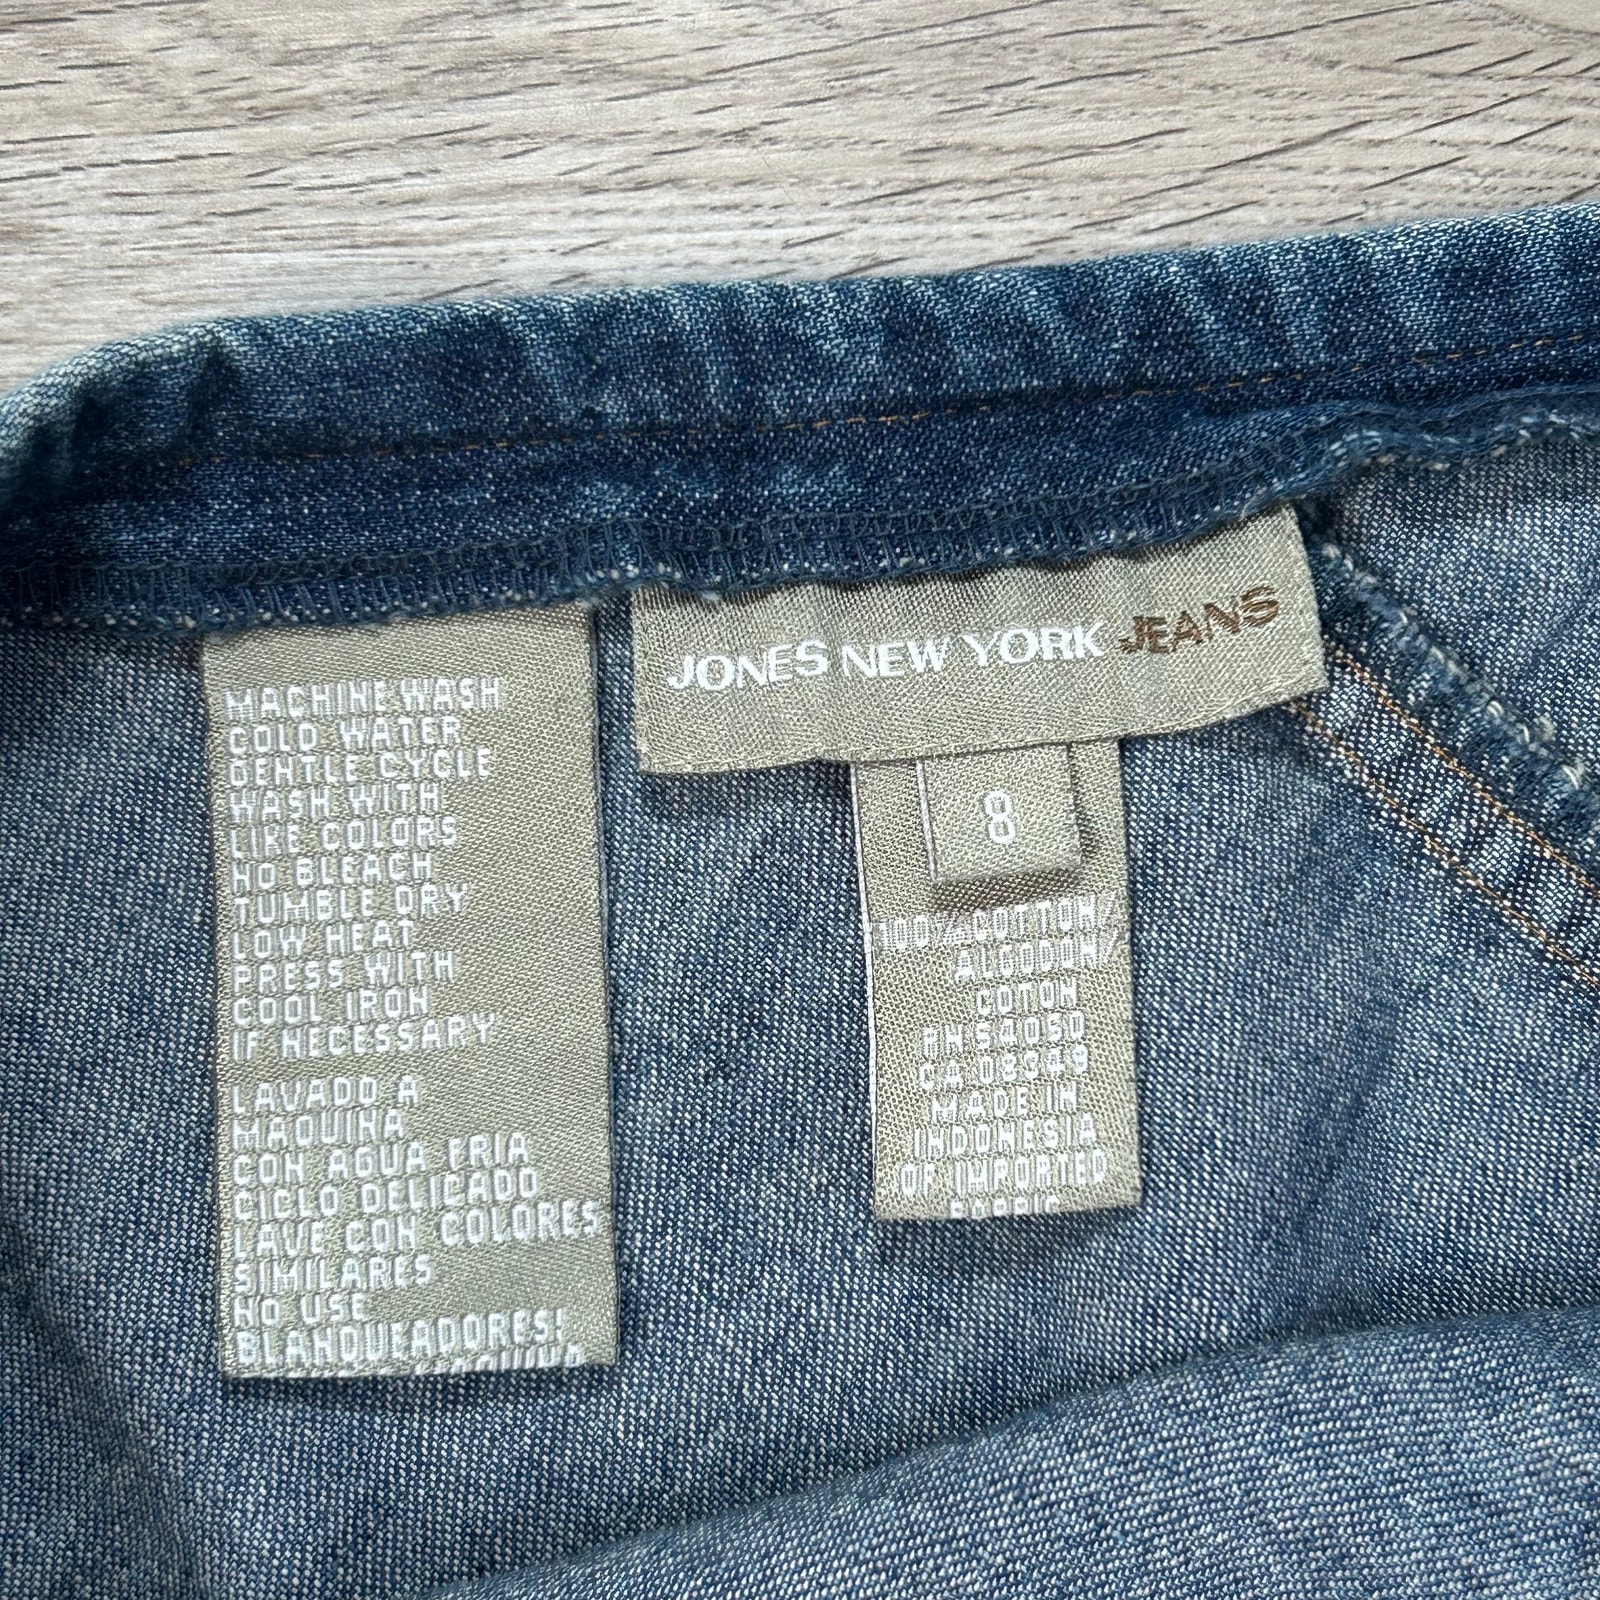 MACHINE WASH
COLD WATER
GENTLE CYCLE
WASH WITH
LIKE COLORS
NO BLEACH
TUMBLE DRY
LOW HEAT
PRESS WITH
COOL IRON
IF NECESSARY
LAVADO A
MAQUINA
CON AGUA FRIA
CICLO DELICADO
LAVE CON COLORES
SIMILARES
NO USE
BLANQUEADORES!
JONES NEW YORK JEANS
8
100% COTTON/
ALGODON/
COTON
RN 54050
CA 08349
MADE IN
INDONESIA
OF IMPORTED
FABRIC